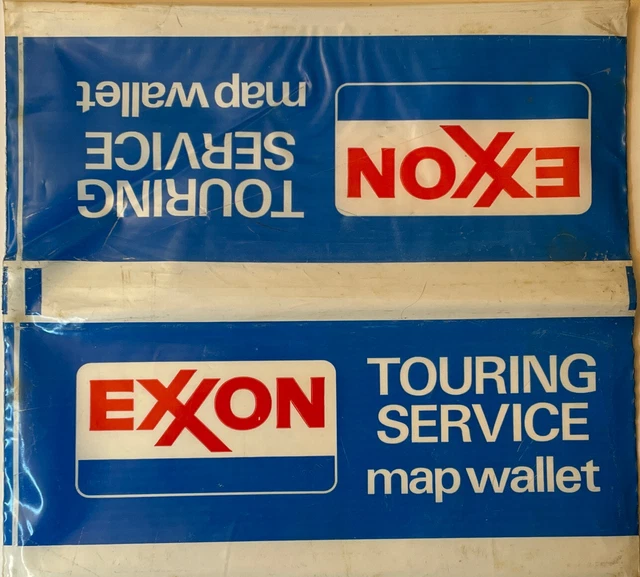 TOURING
SERVICE
map wallet
EXXON
EXXON
TOURING
SERVICE
map wallet